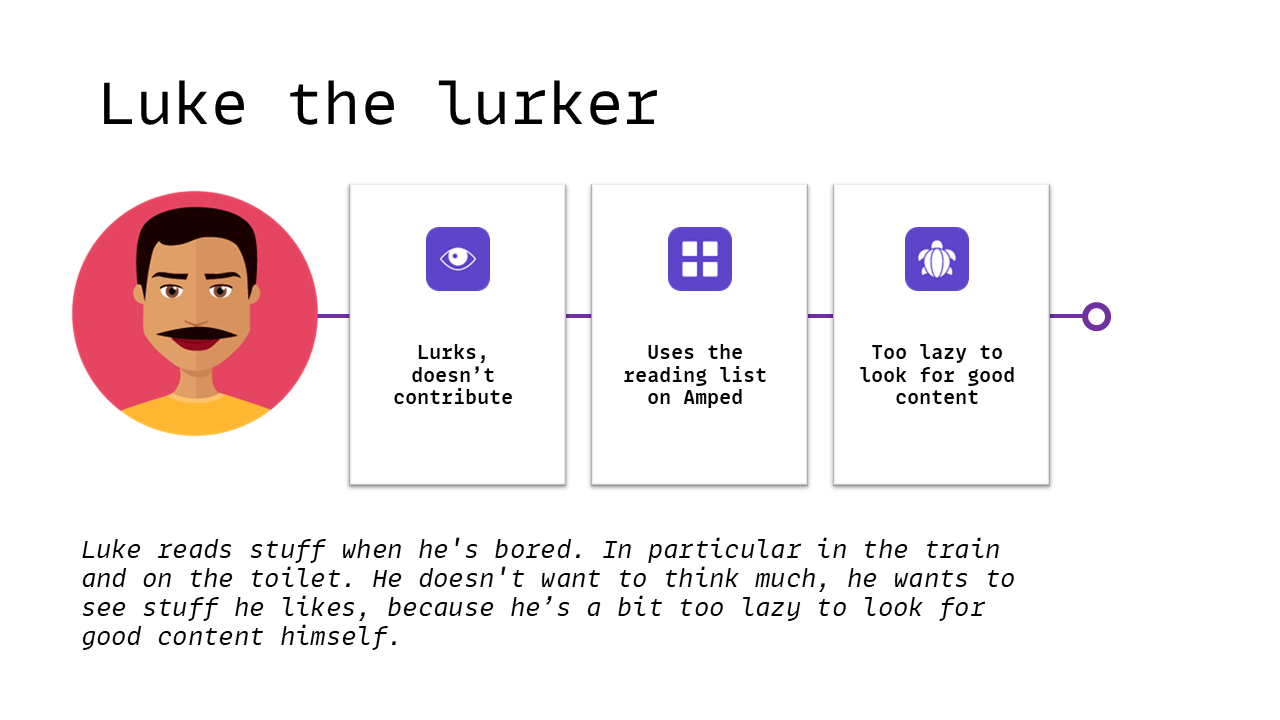 Luke the lurker
Lurks,
doesn’t
contribute
Uses the
reading list
on Amped
Too lazy to
look for good
content
Luke reads stuff when he's bored. In particular in the train
and on the toilet. He doesn't want to think much, he wants to
see stuff he likes, because he’s a bit too lazy to look for
good content himself.